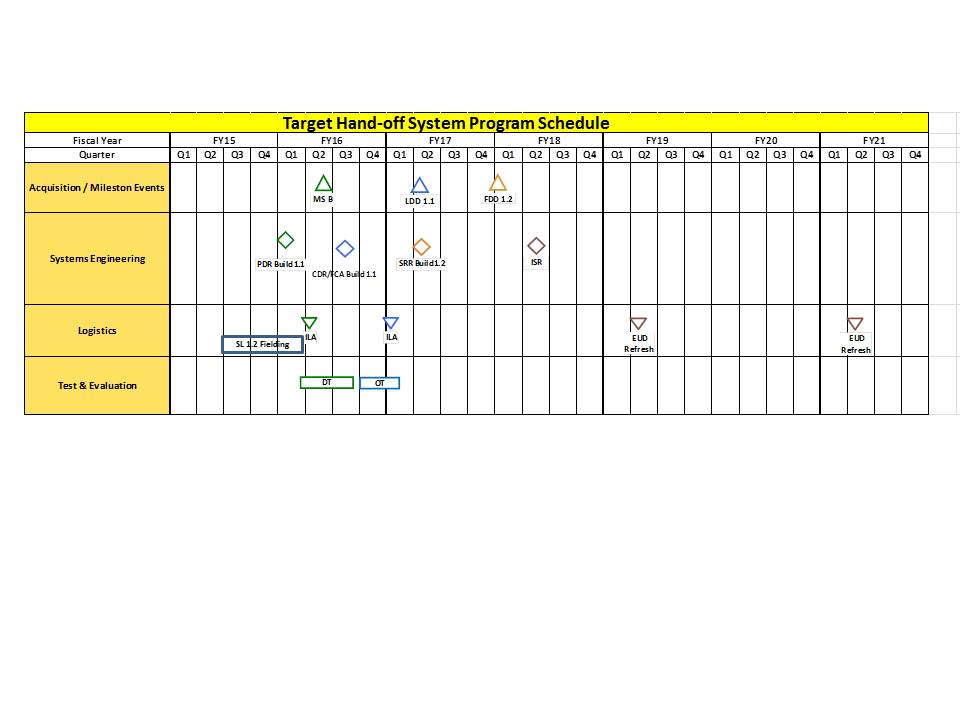 Target Hand-off System Program Schedule
Fiscal Year FY15 FY16 FY17 FY18 FY19 FY20 FY21
Quarter Q1 Q2 Q3 Q4 Q1 Q2 Q3 Q4 Q1 Q2 Q3 Q4 Q1 Q2 Q3 Q4 Q1 Q2 Q3 Q4 Q1 Q2 Q3 Q4 Q1 Q2 Q3 Q4
Acquisition / Mileston Events
MS B
LDD 1.1
FDD 1.2
Systems Engineering
PDR Build 1.1
CDR/FCA Build 1.1
SRR Build 1.2
ISR
Logistics
SL 1.2 Fielding
ILA
ILA
EUD
Refresh
EUD
Refresh
Test & Evaluation
DT
OT